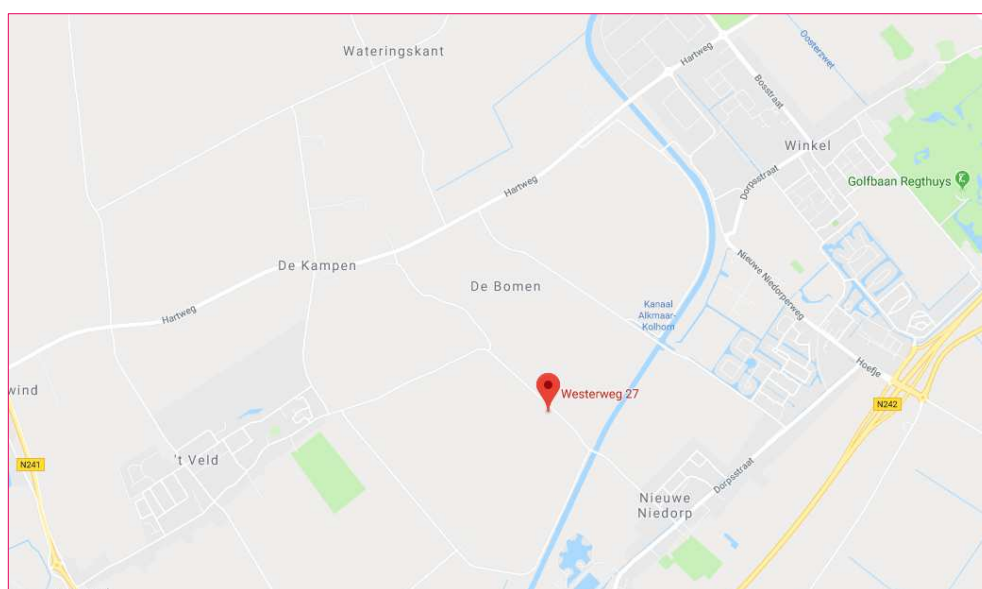 Wateringskant
Hartweg
Oosterzwet
Bosstraat
Winkel
Golfbaan Regthuys
Dorpsstraat
Hartweg
De Kampen
De Bomen
Nieuwe Niedorperweg
Kanaal
Alkmaar-
Kolhorn
Hartweg
Hoefje
wind
Westerweg 27
N242
't Veld
N241
Dorpsstraat
Nieuwe
Niedorp